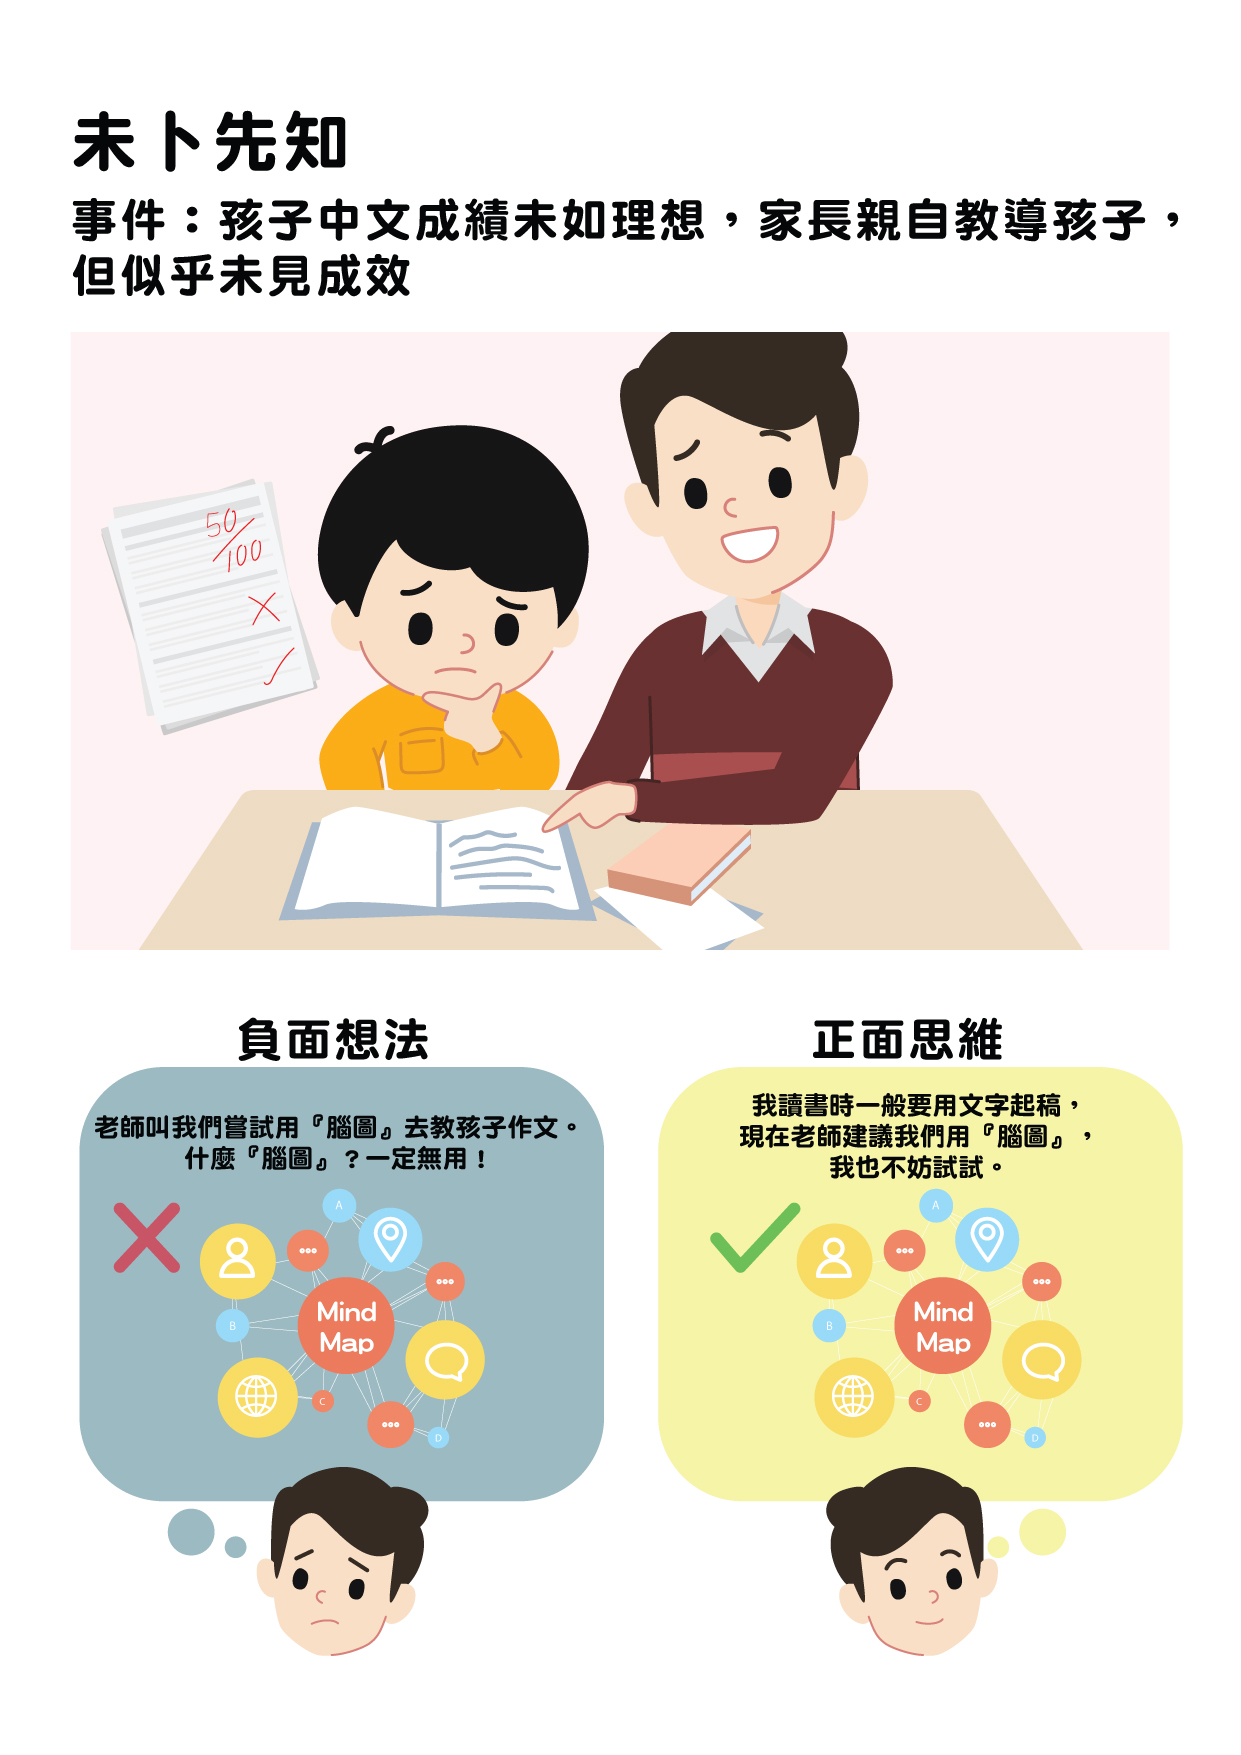 未卜先知
事件：孩子中文成績未如理想，家長親自教導孩子，
但似乎未見成效
50/100
負面想法
老師叫我們嘗試用『腦圖』去教孩子作文。
什麼『腦圖』？一定無用！
A
B
Mind
Map
C
D
正面思維
我讀書時一般要用文字起稿，
現在老師建議我們用『腦圖』，
我也不妨試試。
A
B
Mind
Map
C
D